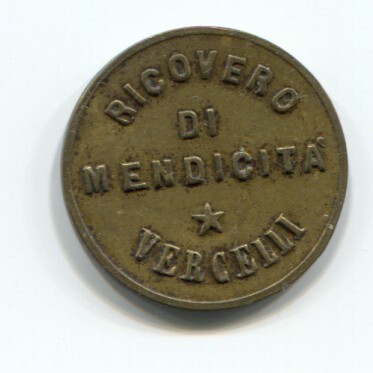 RICOVERO
DI
MENDICITÀ
VERCELLI